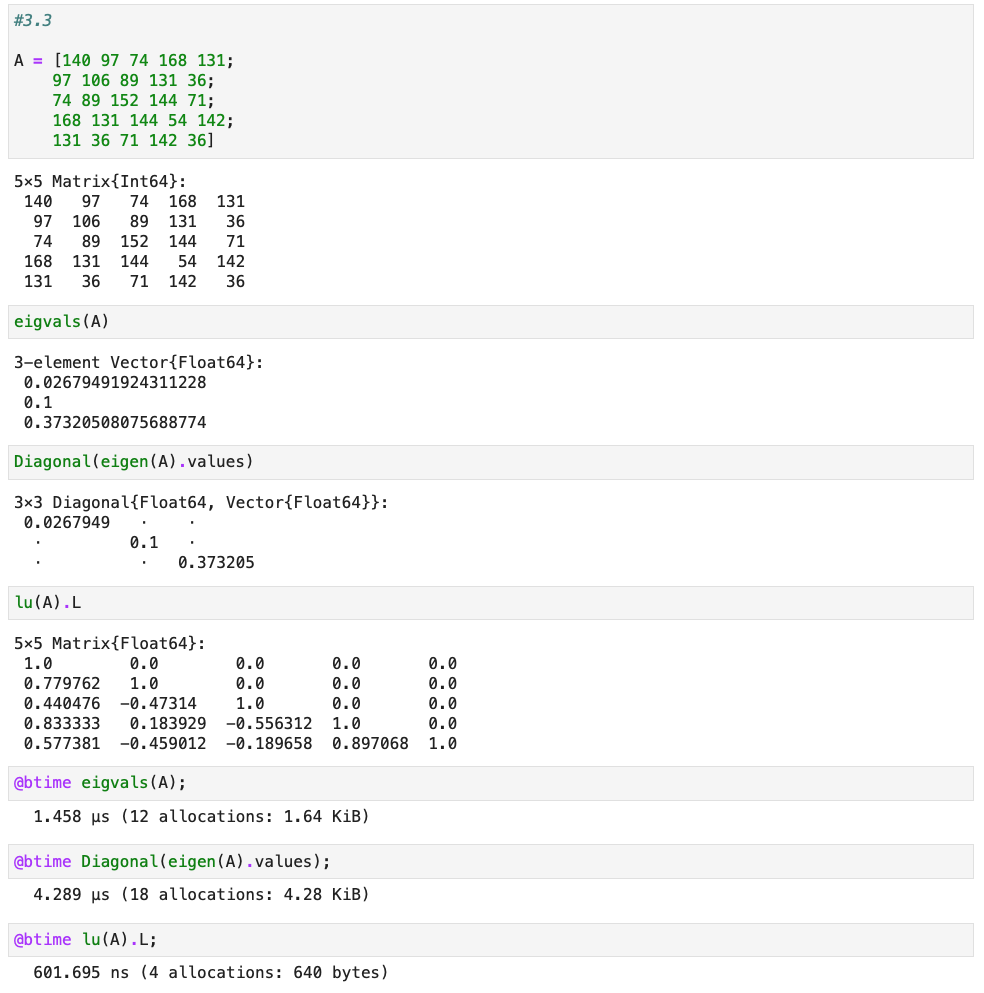 #3.3
A = [140 97 74 168 131;
97 106 89 131 36;
74 89 152 144 71;
168 131 144 54 142;
131 36 71 142 36]
5×5 Matrix{Int64}:
140 97 74 168 131
97 106 89 131 36
74 89 152 144 71
168 131 144 54 142
131 36 71 142 36
eigvals(A)
3-element Vector{Float64}:
0.02679491924311228
0.1
0.37320508075688774
Diagonal(eigen(A).values)
3×3 Diagonal{Float64, Vector{Float64}}:
0.0267949 ⋅ ⋅
⋅ 0.1 ⋅
⋅ ⋅ 0.373205
lu(A).L
5×5 Matrix{Float64}:
1.0 0.0 0.0 0.0 0.0
0.779762 1.0 0.0 0.0 0.0
0.440476 -0.47314 1.0 0.0 0.0
0.833333 0.183929 -0.556312 1.0 0.0
0.577381 -0.459012 -0.189658 0.897068 1.0
@btime eigvals(A);
1.458 μs (12 allocations: 1.64 KiB)
@btime Diagonal(eigen(A).values);
4.289 μs (18 allocations: 4.28 KiB)
@btime lu(A).L;
601.695 ns (4 allocations: 640 bytes)